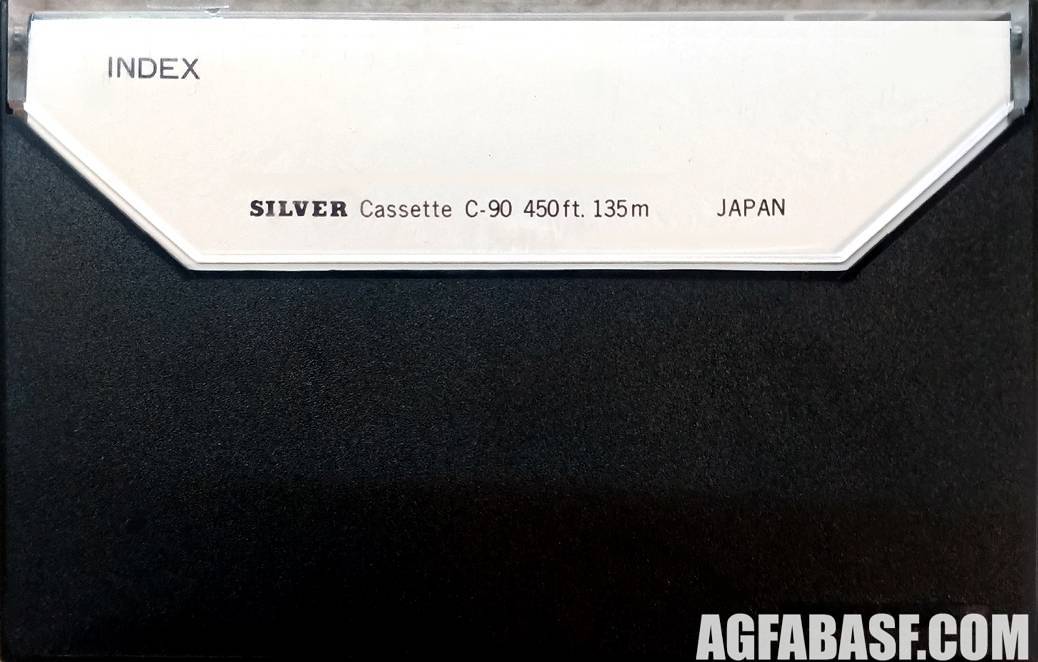 INDEX
SILVER Cassette C-90 450ft. 135m JAPAN
AGFABASF.COM